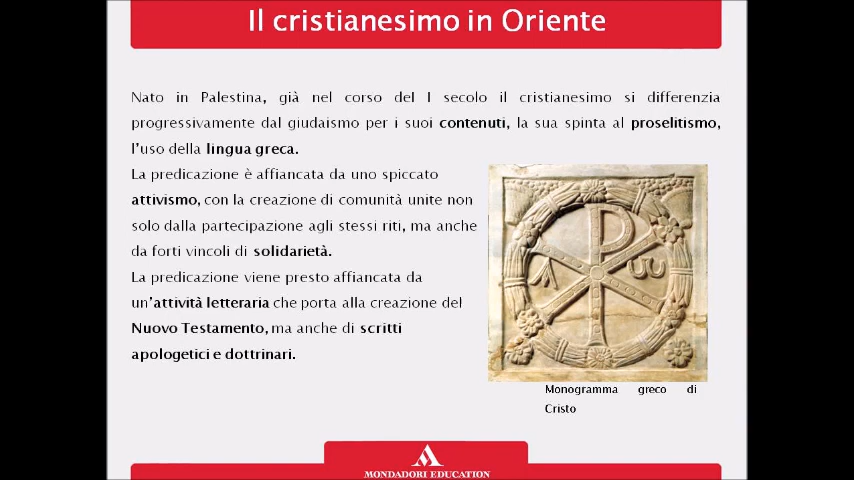 Il cristianesimo in Oriente
Nato in Palestina, già nel corso del I secolo il cristianesimo si differenzia
progressivamente dal giudaismo per i suoi contenuti, la sua spinta al proselitismo,
l'uso della lingua greca.
La predicazione è affiancata da uno spiccato
attivismo, con la creazione di comunità unite non
solo dalla partecipazione agli stessi riti, ma anche
da forti vincoli di solidarietà.
La predicazione viene presto affiancata da
un'attività letteraria che porta alla creazione del
Nuovo Testamento, ma anche di scritti
apologetici e dottrinari.
Monogramma greco di
Cristo
MONDADORI EDUCATION